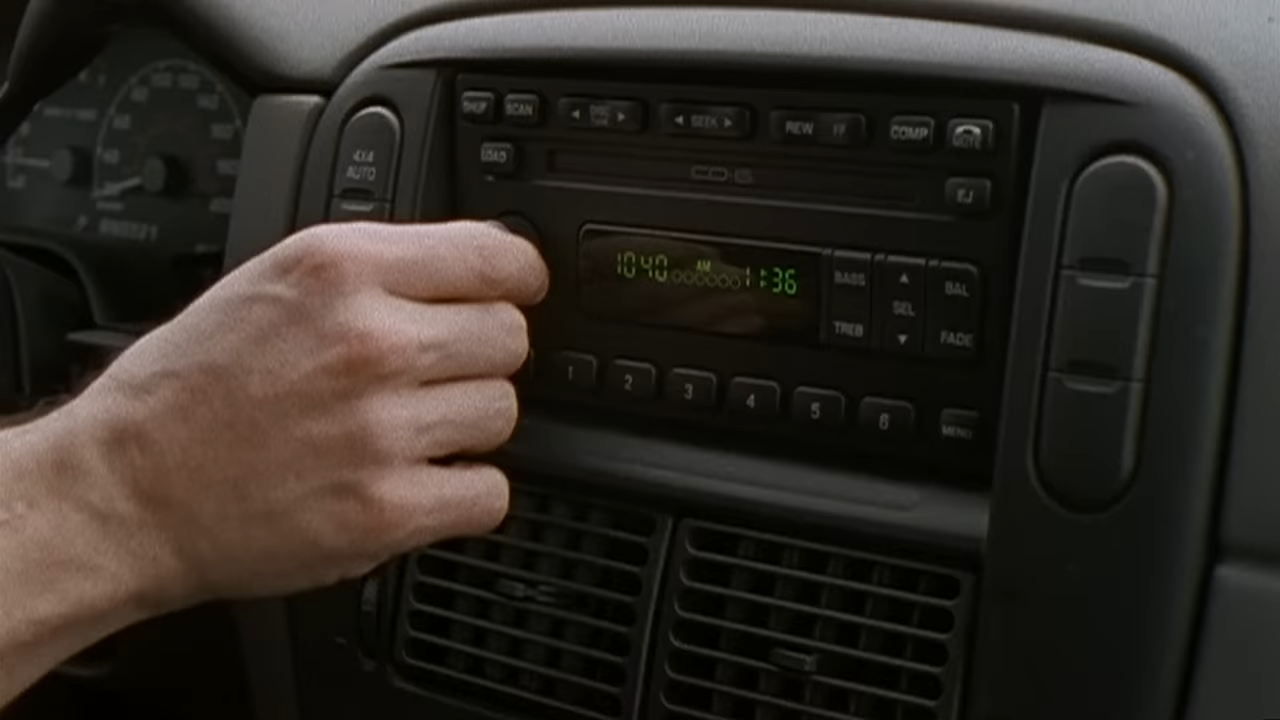 SHUF SCAN ◄ DISC ► ◄ SEEK ► REW FF COMP MUTE
LOAD
EJ
4X4
AUTO
1040 AM 11:36
BASS ▲ BAL
SEL
TREB ▼ FADE
1 2 3 4 5 6 MENU